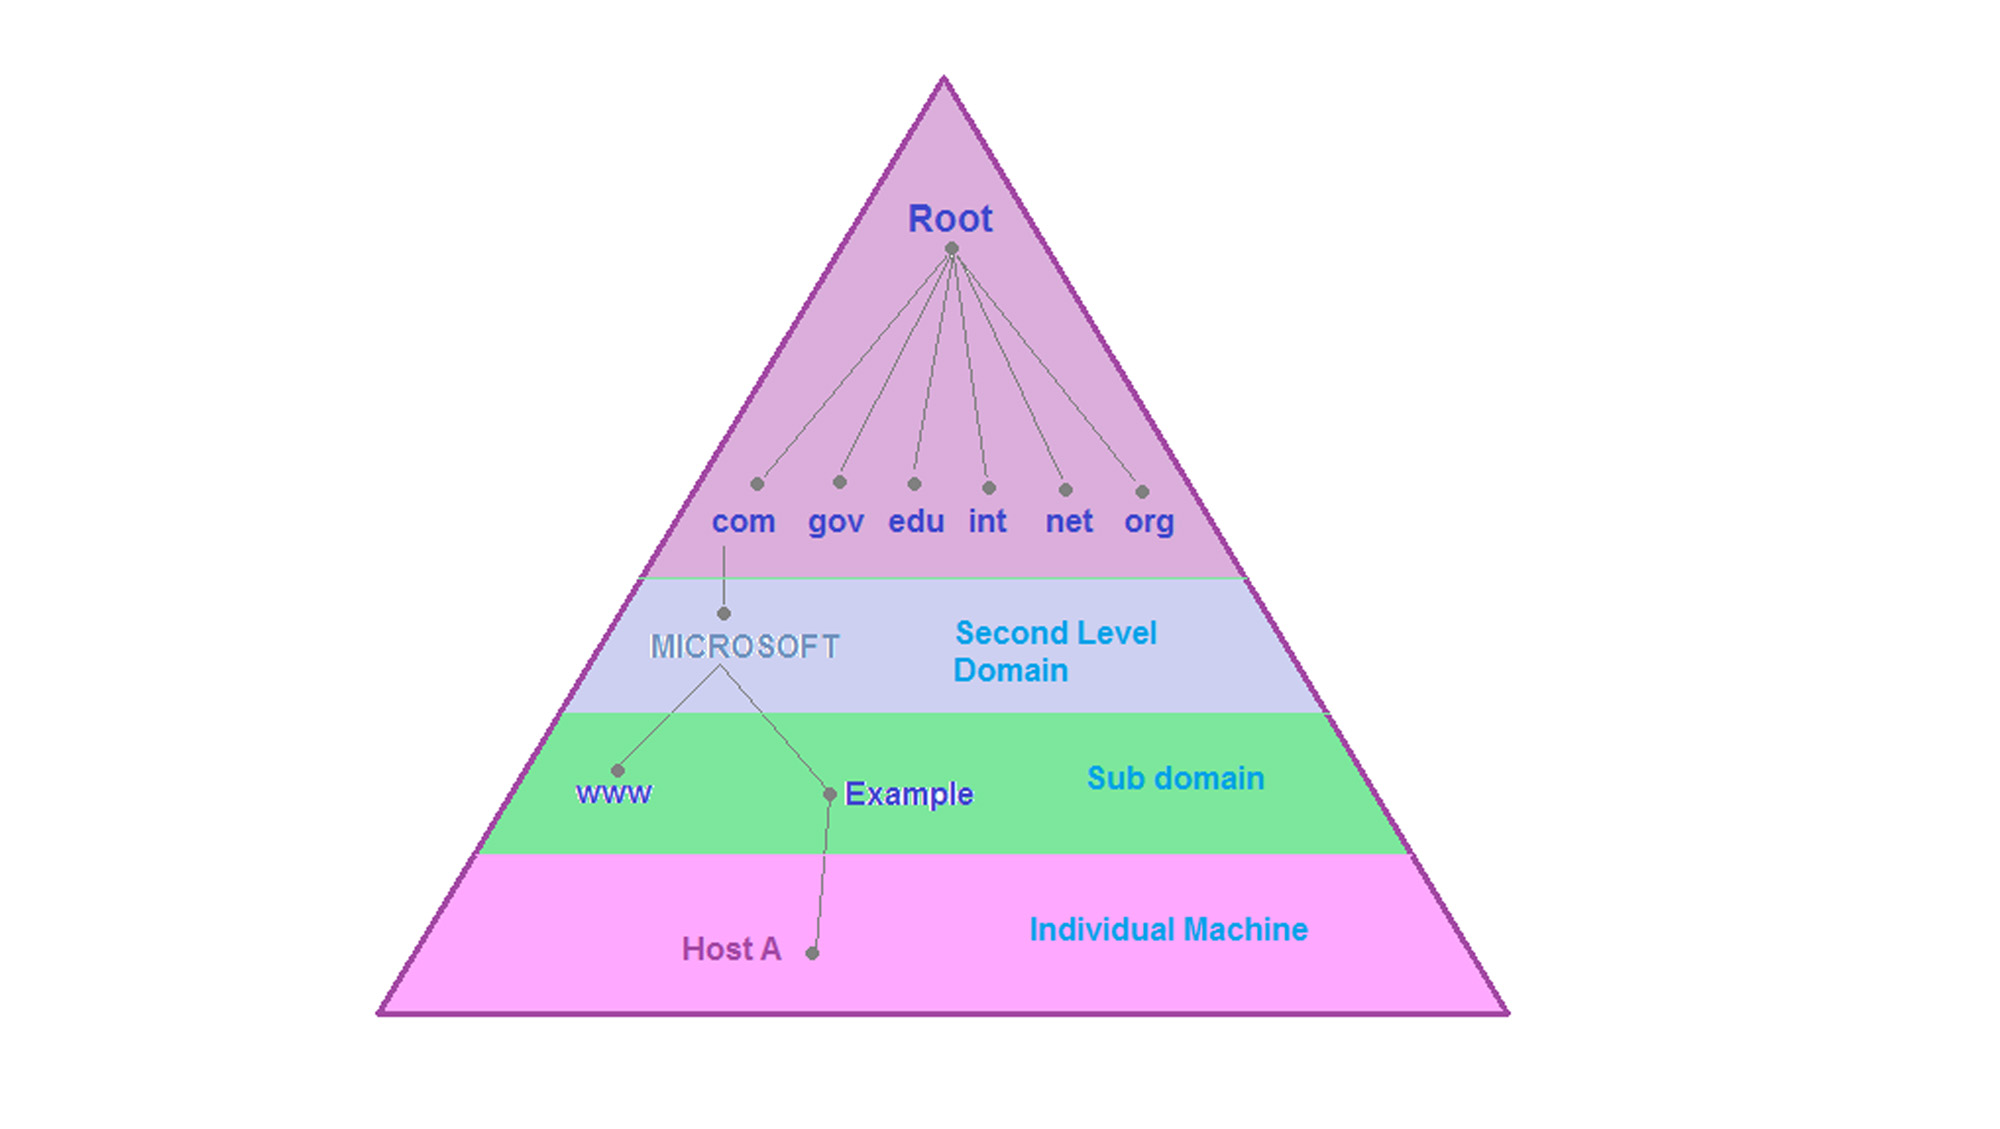 Root
com gov edu int net org
MICROSOFT
Second Level
Domain
www
Example
Sub domain
Host A
Individual Machine